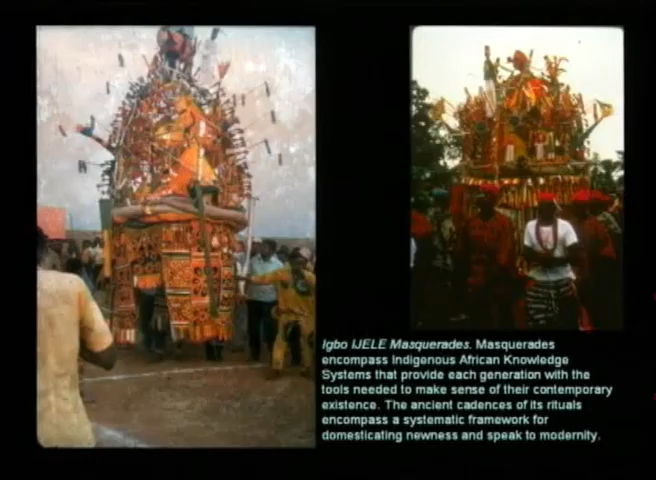 Igbo IJELE Masquerades. Masquerades
encompass Indigenous African Knowledge
Systems that provide each generation with the
tools needed to make sense of their contemporary
existence. The ancient cadences of its rituals
encompass a systematic framework for
domesticating newness and speak to modernity.